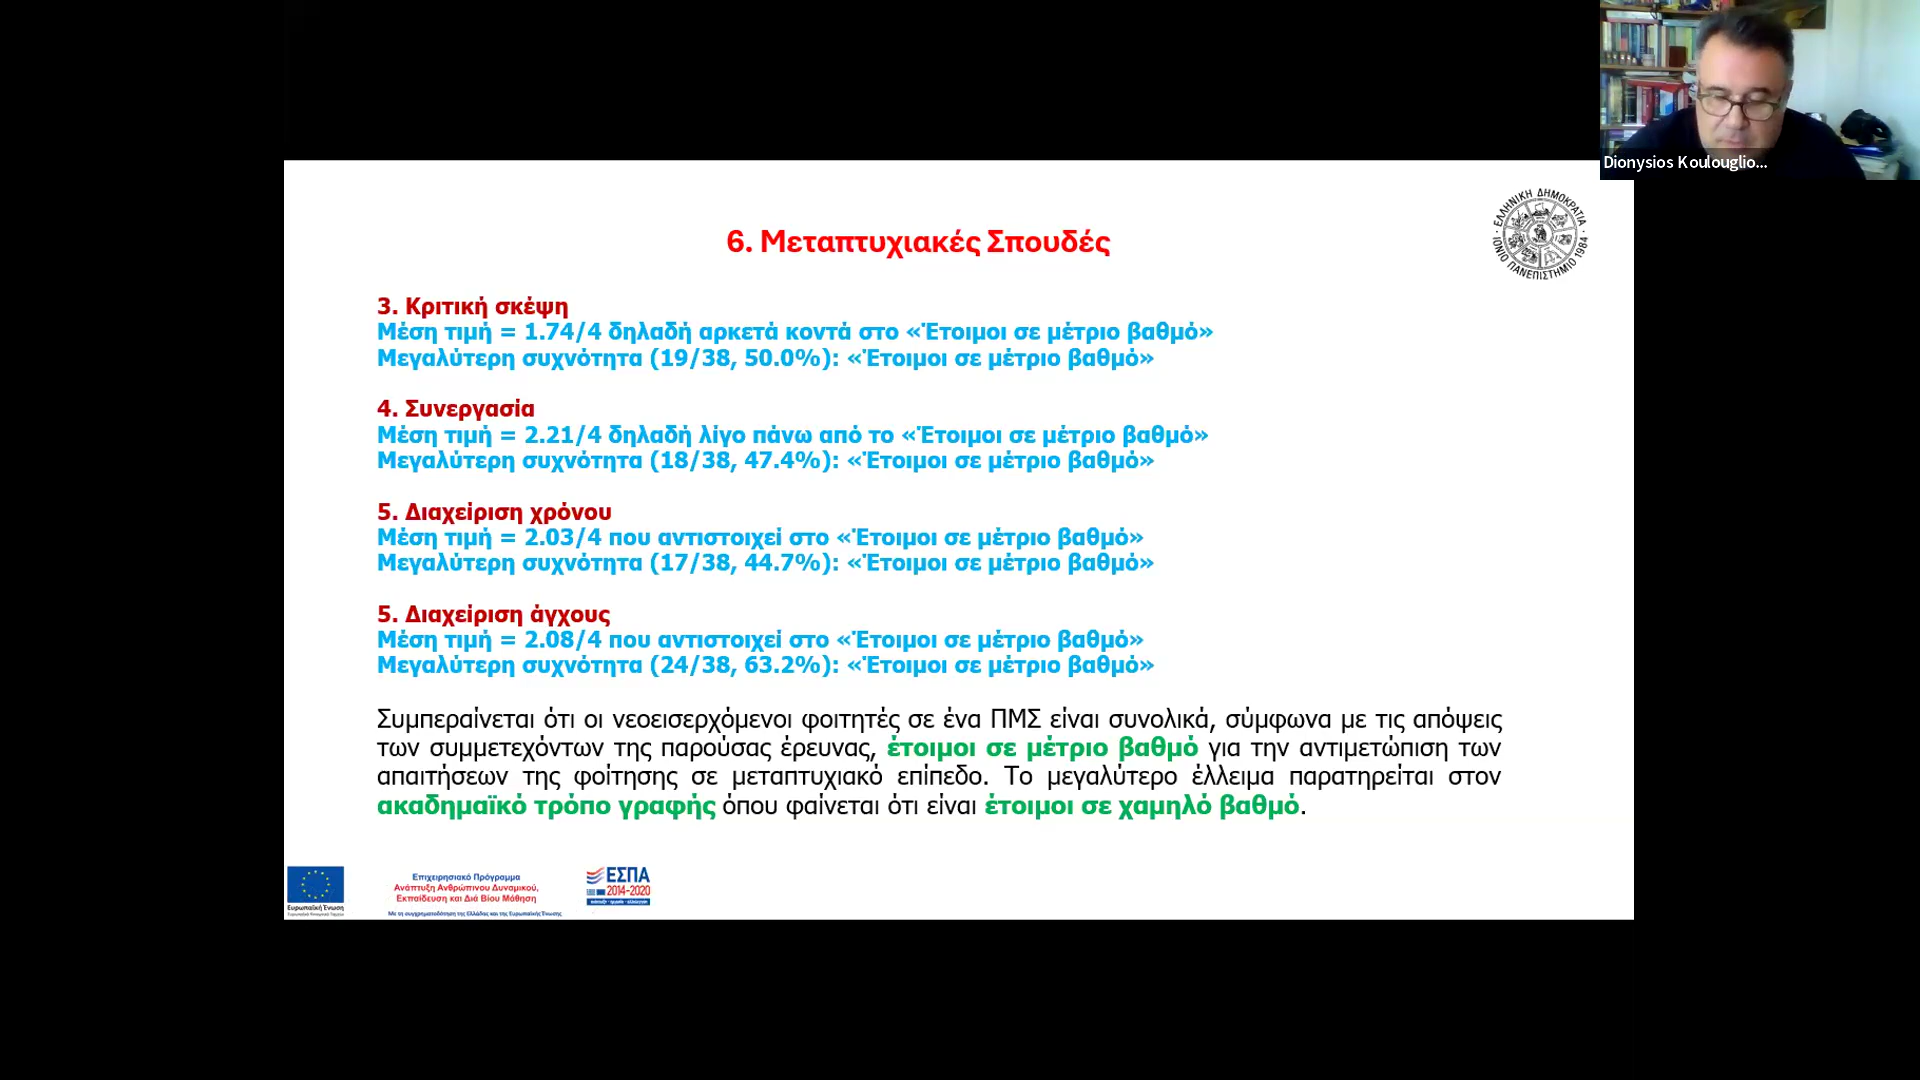 Dionysios Koulouglio...
ΕΛΛΗΝΙΚΗ ΔΗΜΟΚΡΑΤΙΑ
ΙΟΝΙΟ ΠΑΝΕΠΙΣΤΗΜΙΟ 1984
6. Μεταπτυχιακές Σπουδές
3. Κριτική σκέψη
Μέση τιμή = 1.74/4 δηλαδή αρκετά κοντά στο «Έτοιμοι σε μέτριο βαθμό»
Μεγαλύτερη συχνότητα (19/38, 50.0%): «Έτοιμοι σε μέτριο βαθμό»
4. Συνεργασία
Μέση τιμή = 2.21/4 δηλαδή λίγο πάνω από το «Έτοιμοι σε μέτριο βαθμό»
Μεγαλύτερη συχνότητα (18/38, 47.4%): «Έτοιμοι σε μέτριο βαθμό»
5. Διαχείριση χρόνου
Μέση τιμή = 2.03/4 που αντιστοιχεί στο «Έτοιμοι σε μέτριο βαθμό»
Μεγαλύτερη συχνότητα (17/38, 44.7%): «Έτοιμοι σε μέτριο βαθμό»
5. Διαχείριση άγχους
Μέση τιμή = 2.08/4 που αντιστοιχεί στο «Έτοιμοι σε μέτριο βαθμό»
Μεγαλύτερη συχνότητα (24/38, 63.2%): «Έτοιμοι σε μέτριο βαθμό»
Συμπεραίνεται ότι οι νεοεισερχόμενοι φοιτητές σε ένα ΠΜΣ είναι συνολικά, σύμφωνα με τις απόψεις
των συμμετεχόντων της παρούσας έρευνας, έτοιμοι σε μέτριο βαθμό για την αντιμετώπιση των
απαιτήσεων της φοίτησης σε μεταπτυχιακό επίπεδο. Το μεγαλύτερο έλλειμα παρατηρείται στον
ακαδημαϊκό τρόπο γραφής όπου φαίνεται ότι είναι έτοιμοι σε χαμηλό βαθμό.
Ευρωπαϊκή Ένωση
Επιχειρησιακό Πρόγραμμα
Ανάπτυξη Ανθρώπινου Δυναμικού,
Εκπαίδευση και Διά Βίου Μάθηση
Με τη συγχρηματοδότηση της Ελλάδας και της Ευρωπαϊκής Ένωσης
ΕΣΠΑ
2014-2020